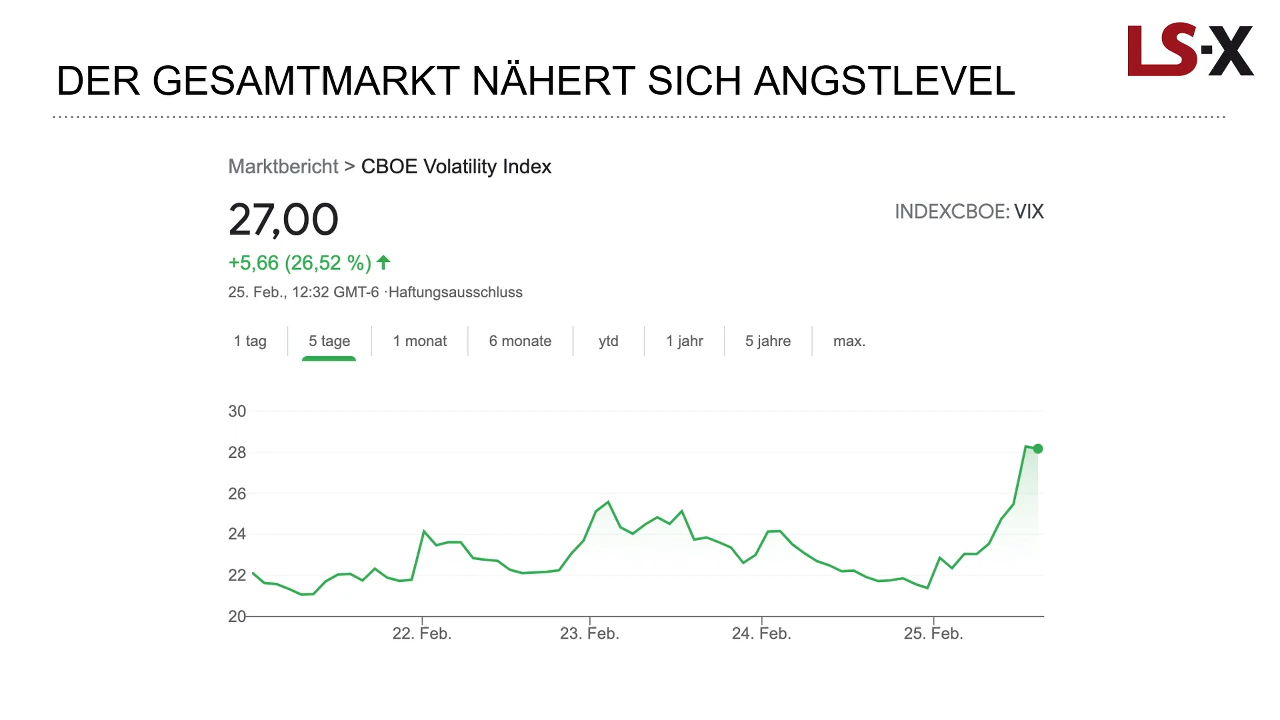 LS-X
DER GESAMTMARKT NÄHERT SICH ANGSTLEVEL
Marktbericht > CBOE Volatility Index
27,00
INDEXCBOE: VIX
+5,66 (26,52 %)
25. Feb., 12:32 GMT-6 ·Haftungsausschluss
1 tag 5 tage 1 monat 6 monate ytd 1 jahr 5 jahre max.
30
28
26
24
22
20
22. Feb. 23. Feb. 24. Feb. 25. Feb.